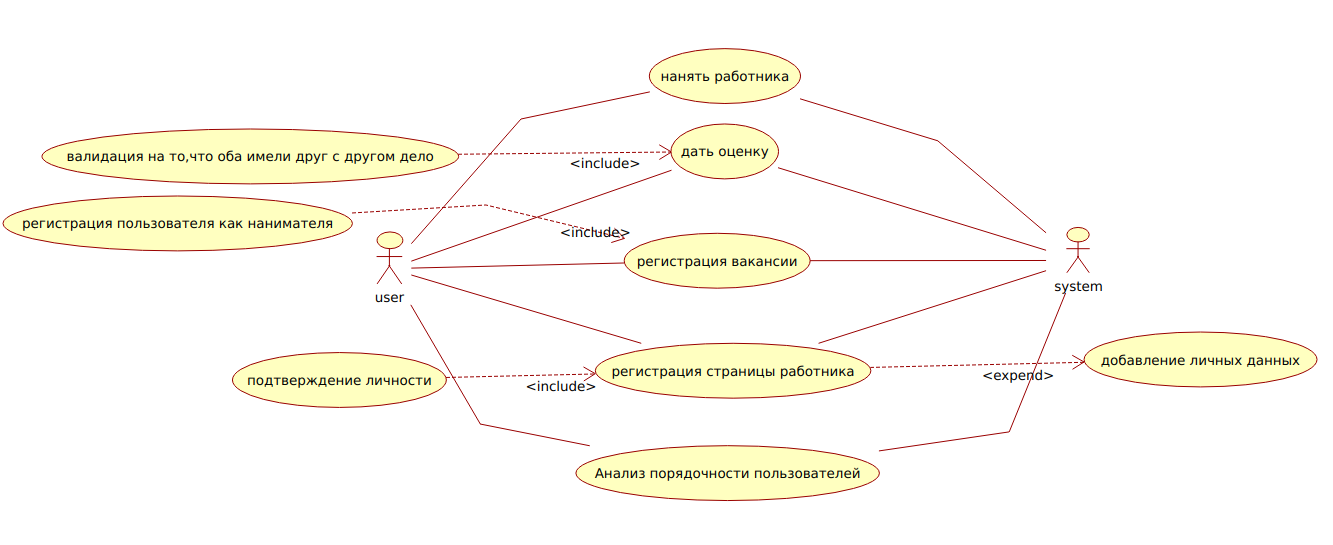 нанять работника
дать оценку
валидация на то,что оба имели друг с другом дело
<include>
регистрация пользователя как нанимателя
<include>
регистрация вакансии
user
system
добавление личных данных
регистрация страницы работника
<expend>
подтверждение личности
<include>
Анализ порядочности пользователей